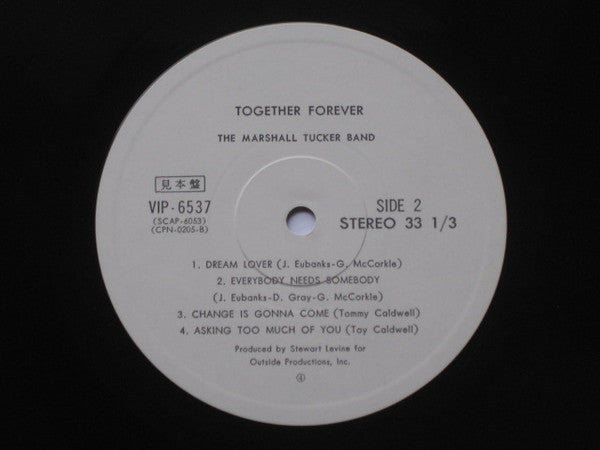 TOGETHER FOREVER
THE MARSHALL TUCKER BAND
見本盤
VIP-6537
(SCAP-6053)
(CPN-0205-B)
SIDE 2
STEREO 33 1/3
1. DREAM LOVER (J. Eubanks-G. McCorkle)
2. EVERYBODY NEEDS SOMEBODY
(J. Eubanks-D. Gray-G. McCorkle)
3. CHANGE IS GONNA COME (Tommy Caldwell)
4. ASKING TOO MUCH OF YOU (Toy Caldwell)
Produced by Stewart Levine for
Outside Productions, Inc.
④